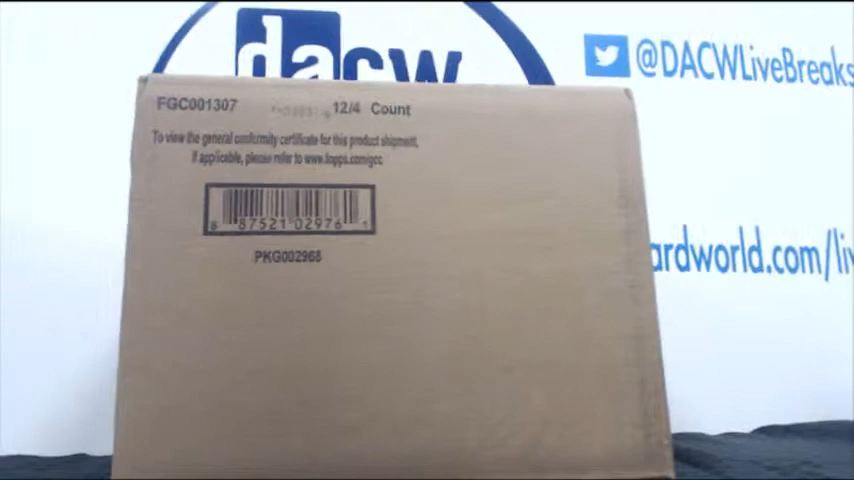 dacw
@DACWLiveBreaks
FGC001307 12/4 Count
To view the general conformity certificate for this product shipment,
if applicable, please refer to www.topps.com/gcc
8 87521 02976 1
PKG002968
ardworld.com/liv